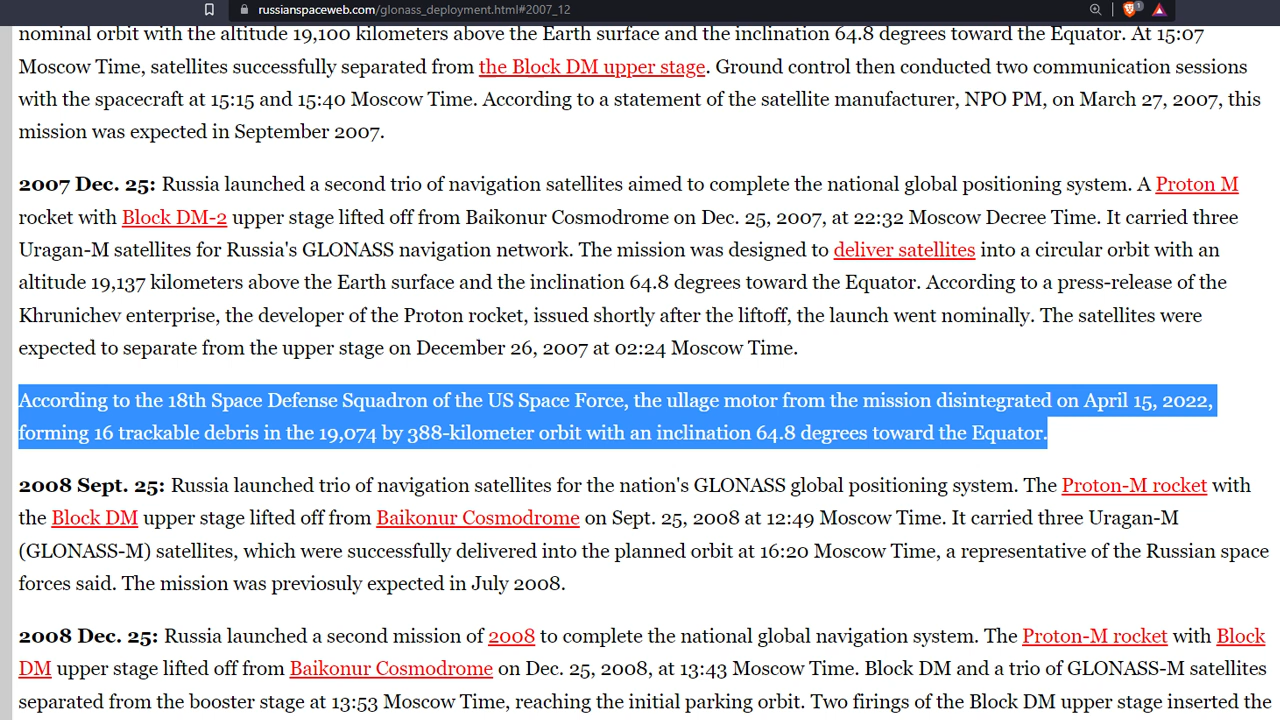 russianspaceweb.com/glonass_deployment.html#2007_12
1
nominal orbit with the altitude 19,100 kilometers above the Earth surface and the inclination 64.8 degrees toward the Equator. At 15:07
Moscow Time, satellites successfully separated from the Block DM upper stage. Ground control then conducted two communication sessions
with the spacecraft at 15:15 and 15:40 Moscow Time. According to a statement of the satellite manufacturer, NPO PM, on March 27, 2007, this
mission was expected in September 2007.
2007 Dec. 25: Russia launched a second trio of navigation satellites aimed to complete the national global positioning system. A Proton M
rocket with Block DM-2 upper stage lifted off from Baikonur Cosmodrome on Dec. 25, 2007, at 22:32 Moscow Decree Time. It carried three
Uragan-M satellites for Russia's GLONASS navigation network. The mission was designed to deliver satellites into a circular orbit with an
altitude 19,137 kilometers above the Earth surface and the inclination 64.8 degrees toward the Equator. According to a press-release of the
Khrunichev enterprise, the developer of the Proton rocket, issued shortly after the liftoff, the launch went nominally. The satellites were
expected to separate from the upper stage on December 26, 2007 at 02:24 Moscow Time.
According to the 18th Space Defense Squadron of the US Space Force, the ullage motor from the mission disintegrated on April 15, 2022,
forming 16 trackable debris in the 19,074 by 388-kilometer orbit with an inclination 64.8 degrees toward the Equator.
2008 Sept. 25: Russia launched trio of navigation satellites for the nation's GLONASS global positioning system. The Proton-M rocket with
the Block DM upper stage lifted off from Baikonur Cosmodrome on Sept. 25, 2008 at 12:49 Moscow Time. It carried three Uragan-M
(GLONASS-M) satellites, which were successfully delivered into the planned orbit at 16:20 Moscow Time, a representative of the Russian space
forces said. The mission was previosuly expected in July 2008.
2008 Dec. 25: Russia launched a second mission of 2008 to complete the national global navigation system. The Proton-M rocket with Block
DM upper stage lifted off from Baikonur Cosmodrome on Dec. 25, 2008, at 13:43 Moscow Time. Block DM and a trio of GLONASS-M satellites
separated from the booster stage at 13:53 Moscow Time, reaching the initial parking orbit. Two firings of the Block DM upper stage inserted the